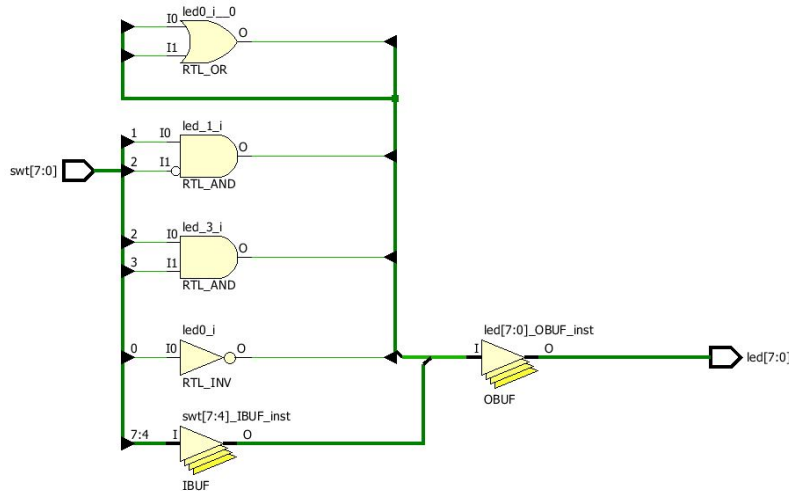 led0_i__0
I0
O
I1
RTL_OR
led_1_i
1 I0
O
2 I1
RTL_AND
swt[7:0]
led_3_i
2 I0
O
3 I1
RTL_AND
led0_i
0 I0
O
RTL_INV
led[7:0]_OBUF_inst
I
O
OBUF
led[7:0]
swt[7:4]_IBUF_inst
7:4 I
O
IBUF